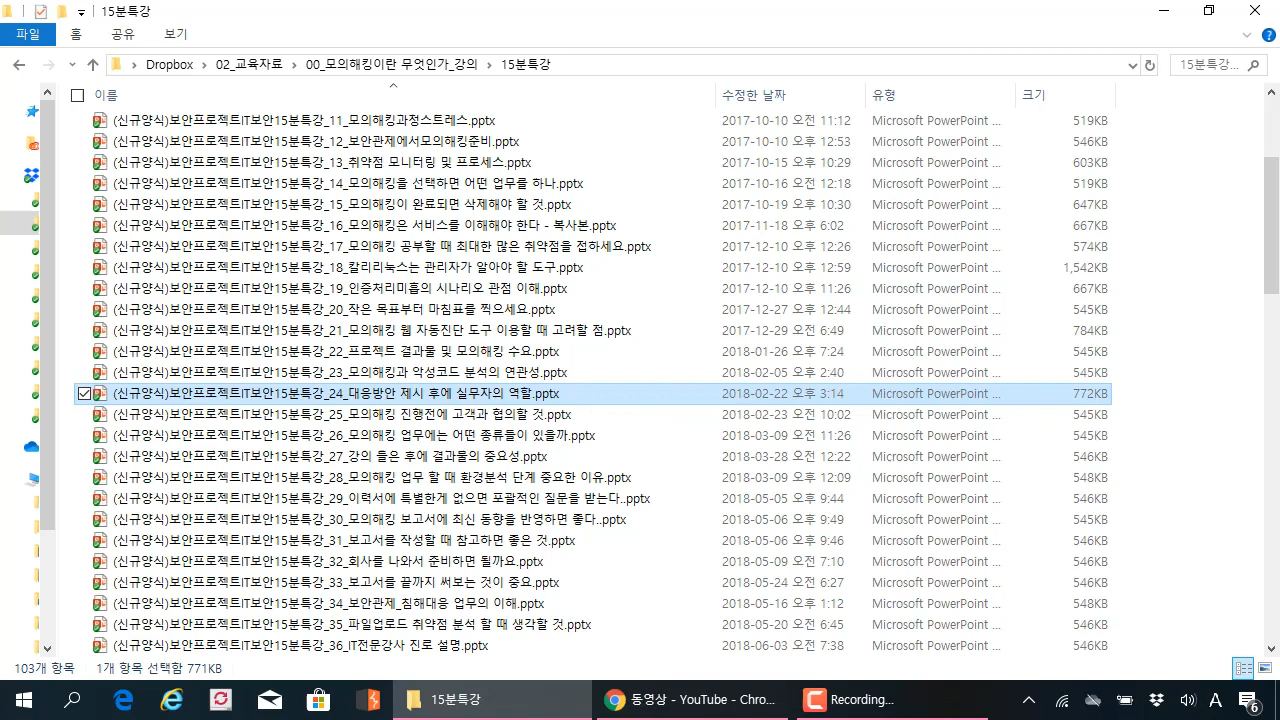 15분특강
파일 홈 공유 보기
Dropbox › 02_교육자료 › 00_모의해킹이란 무엇인가_강의 › 15분특강
15분특강...
이름 수정한 날짜 유형 크기
(신규양식)보안프로젝트IT보안15분특강_11_모의해킹과정스트레스.pptx 2017-10-10 오전 11:12 Microsoft PowerPoint ... 519KB
(신규양식)보안프로젝트IT보안15분특강_12_보안관제에서모의해킹준비.pptx 2017-10-10 오후 12:53 Microsoft PowerPoint ... 546KB
(신규양식)보안프로젝트IT보안15분특강_13_취약점 모니터링 및 프로세스.pptx 2017-10-15 오후 10:29 Microsoft PowerPoint ... 603KB
(신규양식)보안프로젝트IT보안15분특강_14_모의해킹을 선택하면 어떤 업무를 하나.pptx 2017-10-16 오전 12:18 Microsoft PowerPoint ... 519KB
(신규양식)보안프로젝트IT보안15분특강_15_모의해킹이 완료되면 삭제해야 할 것.pptx 2017-10-19 오후 10:30 Microsoft PowerPoint ... 647KB
(신규양식)보안프로젝트IT보안15분특강_16_모의해킹은 서비스를 이해해야 한다 - 복사본.pptx 2017-11-18 오후 6:02 Microsoft PowerPoint ... 667KB
(신규양식)보안프로젝트IT보안15분특강_17_모의해킹 공부할 때 최대한 많은 취약점을 접하세요.pptx 2017-12-10 오후 12:26 Microsoft PowerPoint ... 574KB
(신규양식)보안프로젝트IT보안15분특강_18_칼리리눅스는 관리자가 알아야 할 도구.pptx 2017-12-10 오후 12:59 Microsoft PowerPoint ... 1,542KB
(신규양식)보안프로젝트IT보안15분특강_19_인증처리미흡의 시나리오 관점 이해.pptx 2017-12-10 오후 11:26 Microsoft PowerPoint ... 667KB
(신규양식)보안프로젝트IT보안15분특강_20_작은 목표부터 마침표를 찍으세요.pptx 2017-12-27 오후 12:44 Microsoft PowerPoint ... 545KB
(신규양식)보안프로젝트IT보안15분특강_21_모의해킹 웹 자동진단 도구 이용할 때 고려할 점.pptx 2017-12-29 오전 6:49 Microsoft PowerPoint ... 784KB
(신규양식)보안프로젝트IT보안15분특강_22_프로젝트 결과물 및 모의해킹 수요.pptx 2018-01-26 오후 7:24 Microsoft PowerPoint ... 545KB
(신규양식)보안프로젝트IT보안15분특강_23_모의해킹과 악성코드 분석의 연관성.pptx 2018-02-05 오후 2:40 Microsoft PowerPoint ... 545KB
(신규양식)보안프로젝트IT보안15분특강_24_대응방안 제시 후에 실무자의 역할.pptx 2018-02-22 오후 3:14 Microsoft PowerPoint ... 772KB
(신규양식)보안프로젝트IT보안15분특강_25_모의해킹 진행전에 고객과 협의할 것.pptx 2018-02-23 오전 10:02 Microsoft PowerPoint ... 545KB
(신규양식)보안프로젝트IT보안15분특강_26_모의해킹 업무에는 어떤 종류들이 있을까.pptx 2018-03-09 오전 11:26 Microsoft PowerPoint ... 545KB
(신규양식)보안프로젝트IT보안15분특강_27_강의 들은 후에 결과물의 중요성.pptx 2018-03-28 오전 12:22 Microsoft PowerPoint ... 546KB
(신규양식)보안프로젝트IT보안15분특강_28_모의해킹 업무 할 때 환경분석 단계 중요한 이유.pptx 2018-03-09 오후 12:09 Microsoft PowerPoint ... 548KB
(신규양식)보안프로젝트IT보안15분특강_29_이력서에 특별한게 없으면 포괄적인 질문을 받는다..pptx 2018-05-05 오후 9:44 Microsoft PowerPoint ... 546KB
(신규양식)보안프로젝트IT보안15분특강_30_모의해킹 보고서에 최신 동향을 반영하면 좋다..pptx 2018-05-06 오후 9:49 Microsoft PowerPoint ... 545KB
(신규양식)보안프로젝트IT보안15분특강_31_보고서를 작성할 때 참고하면 좋은 것.pptx 2018-05-06 오후 9:46 Microsoft PowerPoint ... 546KB
(신규양식)보안프로젝트IT보안15분특강_32_회사를 나와서 준비하면 될까요.pptx 2018-05-09 오후 7:10 Microsoft PowerPoint ... 546KB
(신규양식)보안프로젝트IT보안15분특강_33_보고서를 끝까지 써보는 것이 중요.pptx 2018-05-24 오전 6:27 Microsoft PowerPoint ... 546KB
(신규양식)보안프로젝트IT보안15분특강_34_보안관제_침해대응 업무의 이해.pptx 2018-05-16 오후 1:12 Microsoft PowerPoint ... 548KB
(신규양식)보안프로젝트IT보안15분특강_35_파일업로드 취약점 분석 할 때 생각할 것.pptx 2018-05-20 오후 6:45 Microsoft PowerPoint ... 546KB
(신규양식)보안프로젝트IT보안15분특강_36_IT전문강사 진로 설명.pptx 2018-06-03 오후 7:38 Microsoft PowerPoint ... 546KB
103개 항목 1개 항목 선택함 771KB
15분특강 동영상 - YouTube - Chro... Recording... A 6